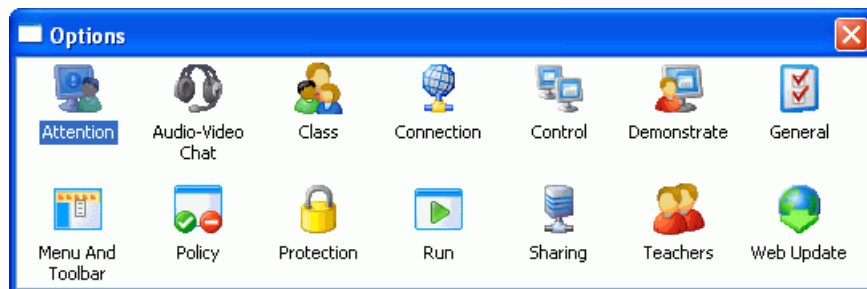 Options
Attention
Audio-Video
Chat
Class
Connection
Control
Demonstrate
General
Menu And
Toolbar
Policy
Protection
Run
Sharing
Teachers
Web Update